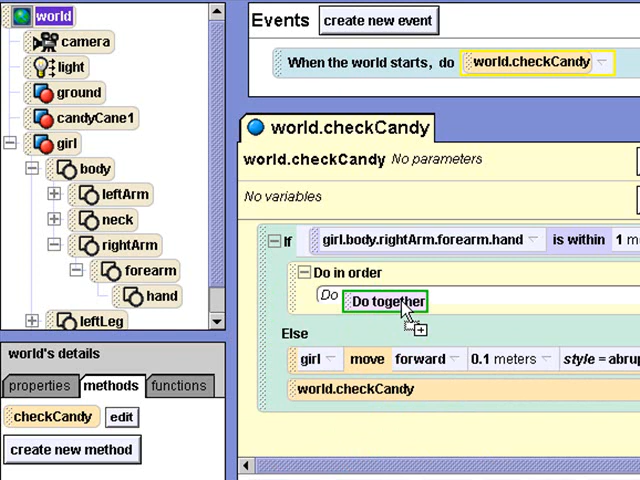 world
camera
light
ground
candyCane1
girl
body
leftArm
neck
rightArm
forearm
hand
leftLeg
world's details
properties methods functions
checkCandy edit
create new method
Events create new event
When the world starts, do world.checkCandy
world.checkCandy
world.checkCandy No parameters
No variables
If girl.body.rightArm.forearm.hand is within 1
Do in order
Do Do together
Else
girl move forward 0.1 meters style =
world.checkCandy